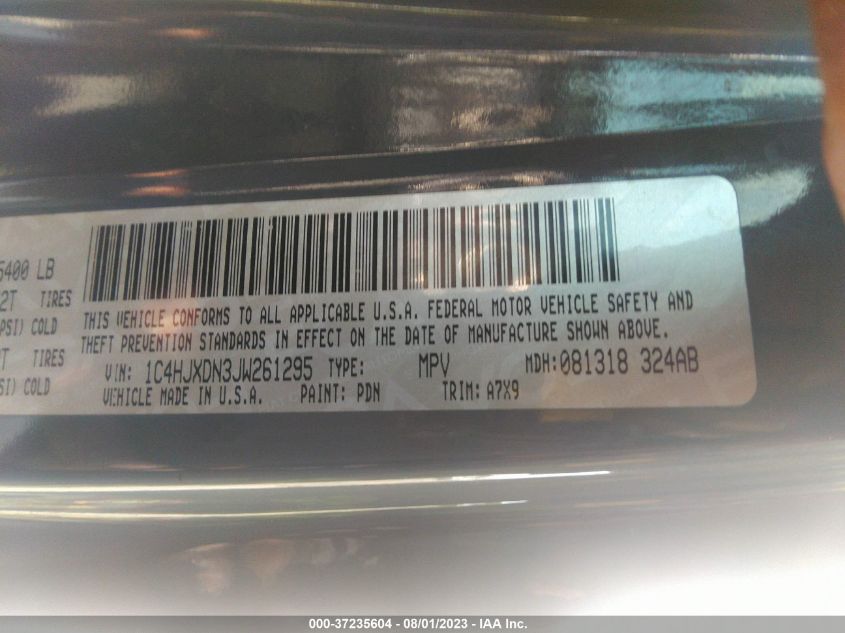 5400 LB
2T TIRES
PSI) COLD
PT TIRES
PSI) COLD
THIS VEHICLE CONFORMS TO ALL APPLICABLE U.S.A. FEDERAL MOTOR VEHICLE SAFETY AND
THEFT PREVENTION STANDARDS IN EFFECT ON THE DATE OF MANUFACTURE SHOWN ABOVE.
VIN: 1C4HJXDN3JW261295 TYPE: MPV MDH:081318 324AB
VEHICLE MADE IN U.S.A. PAINT: PDN TRIM: A7X9
000-37235604 - 08/01/2023 - IAA Inc.